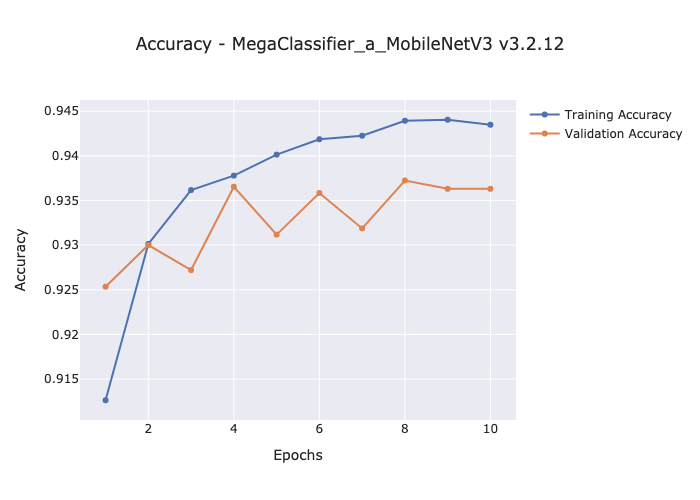 Accuracy - MegaClassifier_a_MobileNetV3 v3.2.12
Training Accuracy
Validation Accuracy
0.945
0.94
0.935
0.93
0.925
0.92
0.915
Accuracy
2
4
6
8
10
Epochs